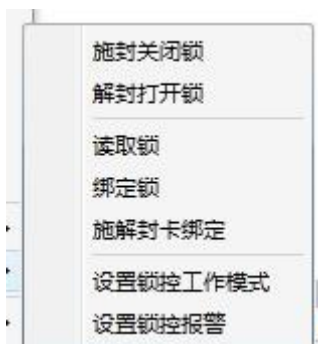 施封关闭锁
解封打开锁
读取锁
绑定锁
施解封卡绑定
设置锁控工作模式
设置锁控报警